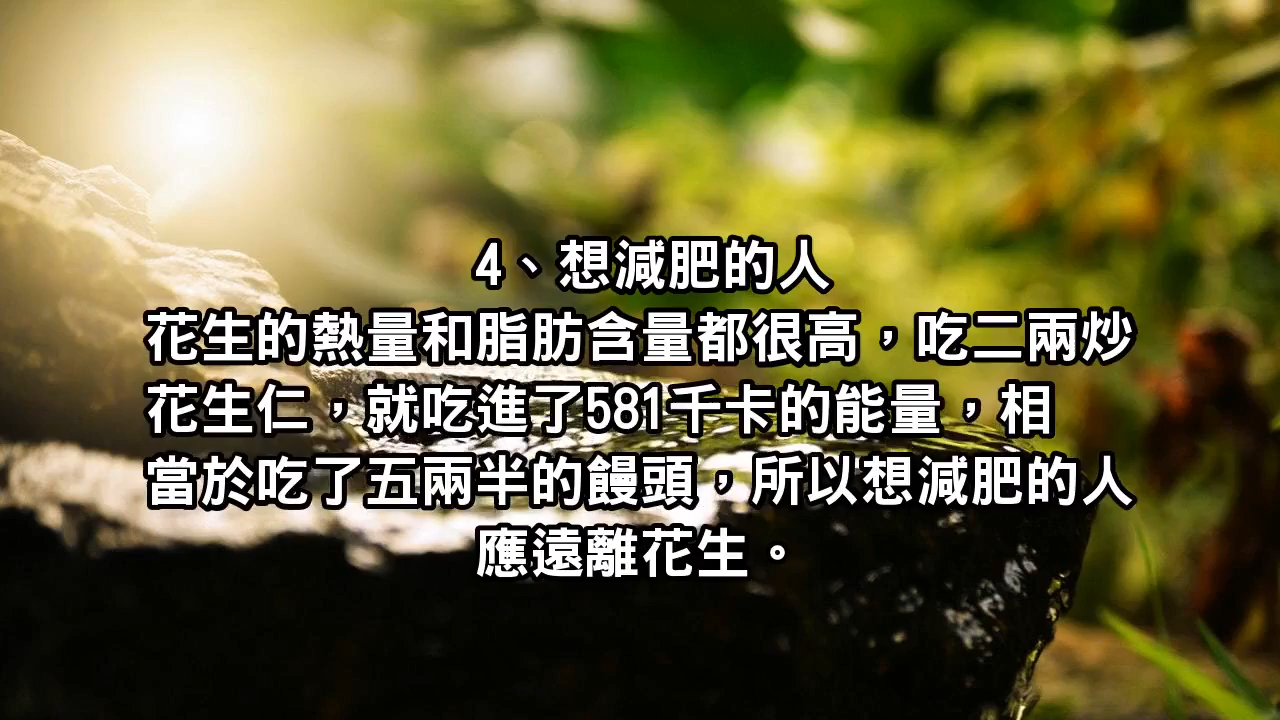 4、想減肥的人
花生的熱量和脂肪含量都很高，吃二兩炒
花生仁，就吃進了581千卡的能量，相
當於吃了五兩半的饅頭，所以想減肥的人
應遠離花生。